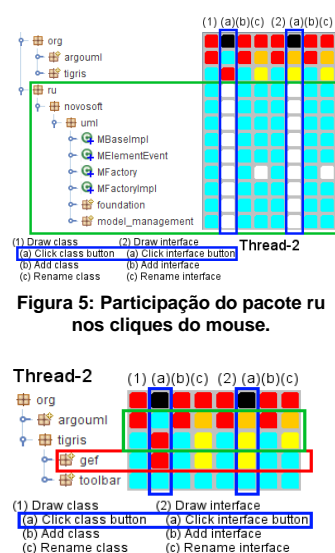 (1) (a)(b)(c) (2) (a)(b)(c)
org
argouml
tigris
ru
novosoft
uml
MBaseImpl
MElementEvent
MFactory
MFactoryImpl
foundation
model_management
(1) Draw class (2) Draw interface Thread-2
(a) Click class button (a) Click interface button
(b) Add class (b) Add interface
(c) Rename class (c) Rename interface
Figura 5: Participação do pacote ru
nos cliques do mouse.
Thread-2 (1) (a)(b)(c) (2) (a)(b)(c)
org
argouml
tigris
gef
toolbar
(1) Draw class (2) Draw interface
(a) Click class button (a) Click interface button
(b) Add class (b) Add interface
(c) Rename class (c) Rename interface